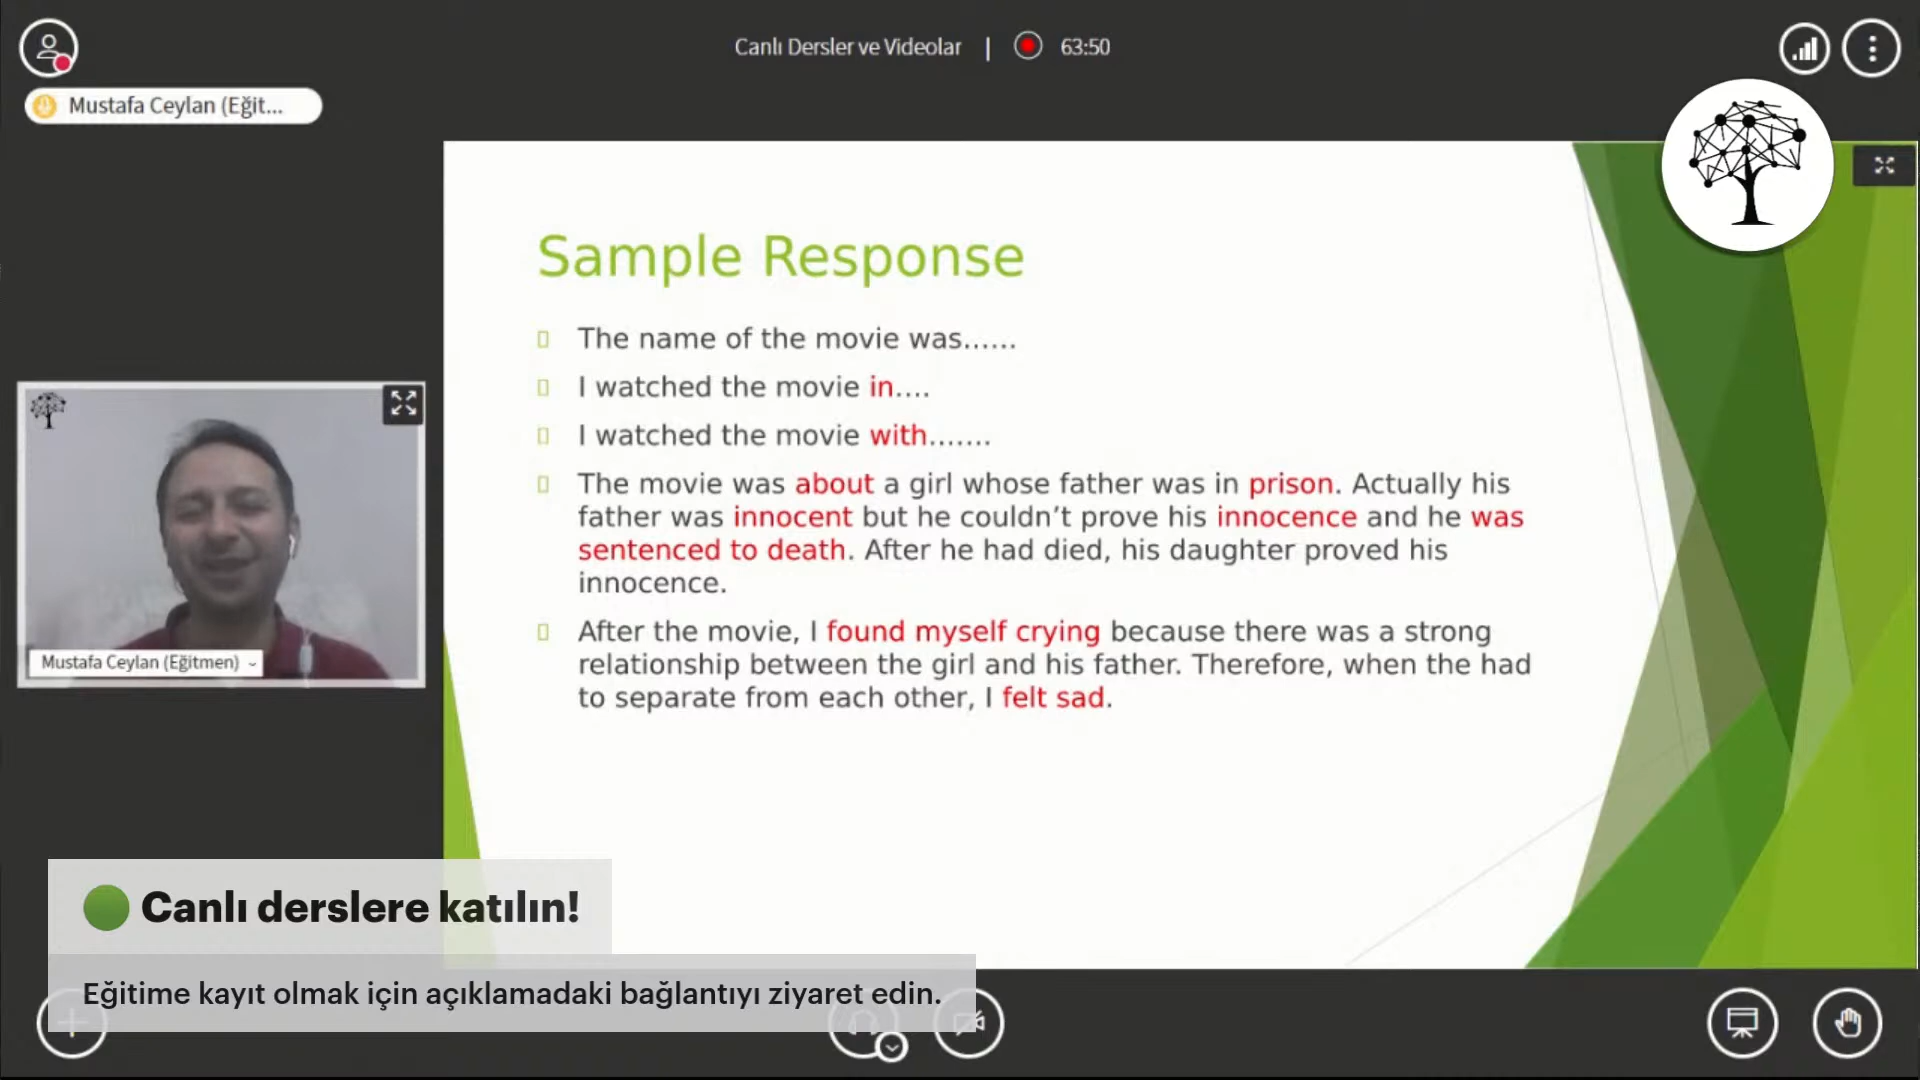 Canlı Dersler ve Videolar | 63:50
Mustafa Ceylan (Eğit...
Sample Response
The name of the movie was......
I watched the movie in....
I watched the movie with.......
The movie was about a girl whose father was in prison. Actually his
father was innocent but he couldn’t prove his innocence and he was
sentenced to death. After he had died, his daughter proved his
innocence.
After the movie, I found myself crying because there was a strong
relationship between the girl and his father. Therefore, when the had
to separate from each other, I felt sad.
Mustafa Ceylan (Eğitmen)
Canlı derslere katılın!
Eğitime kayıt olmak için açıklamadaki bağlantıyı ziyaret edin.